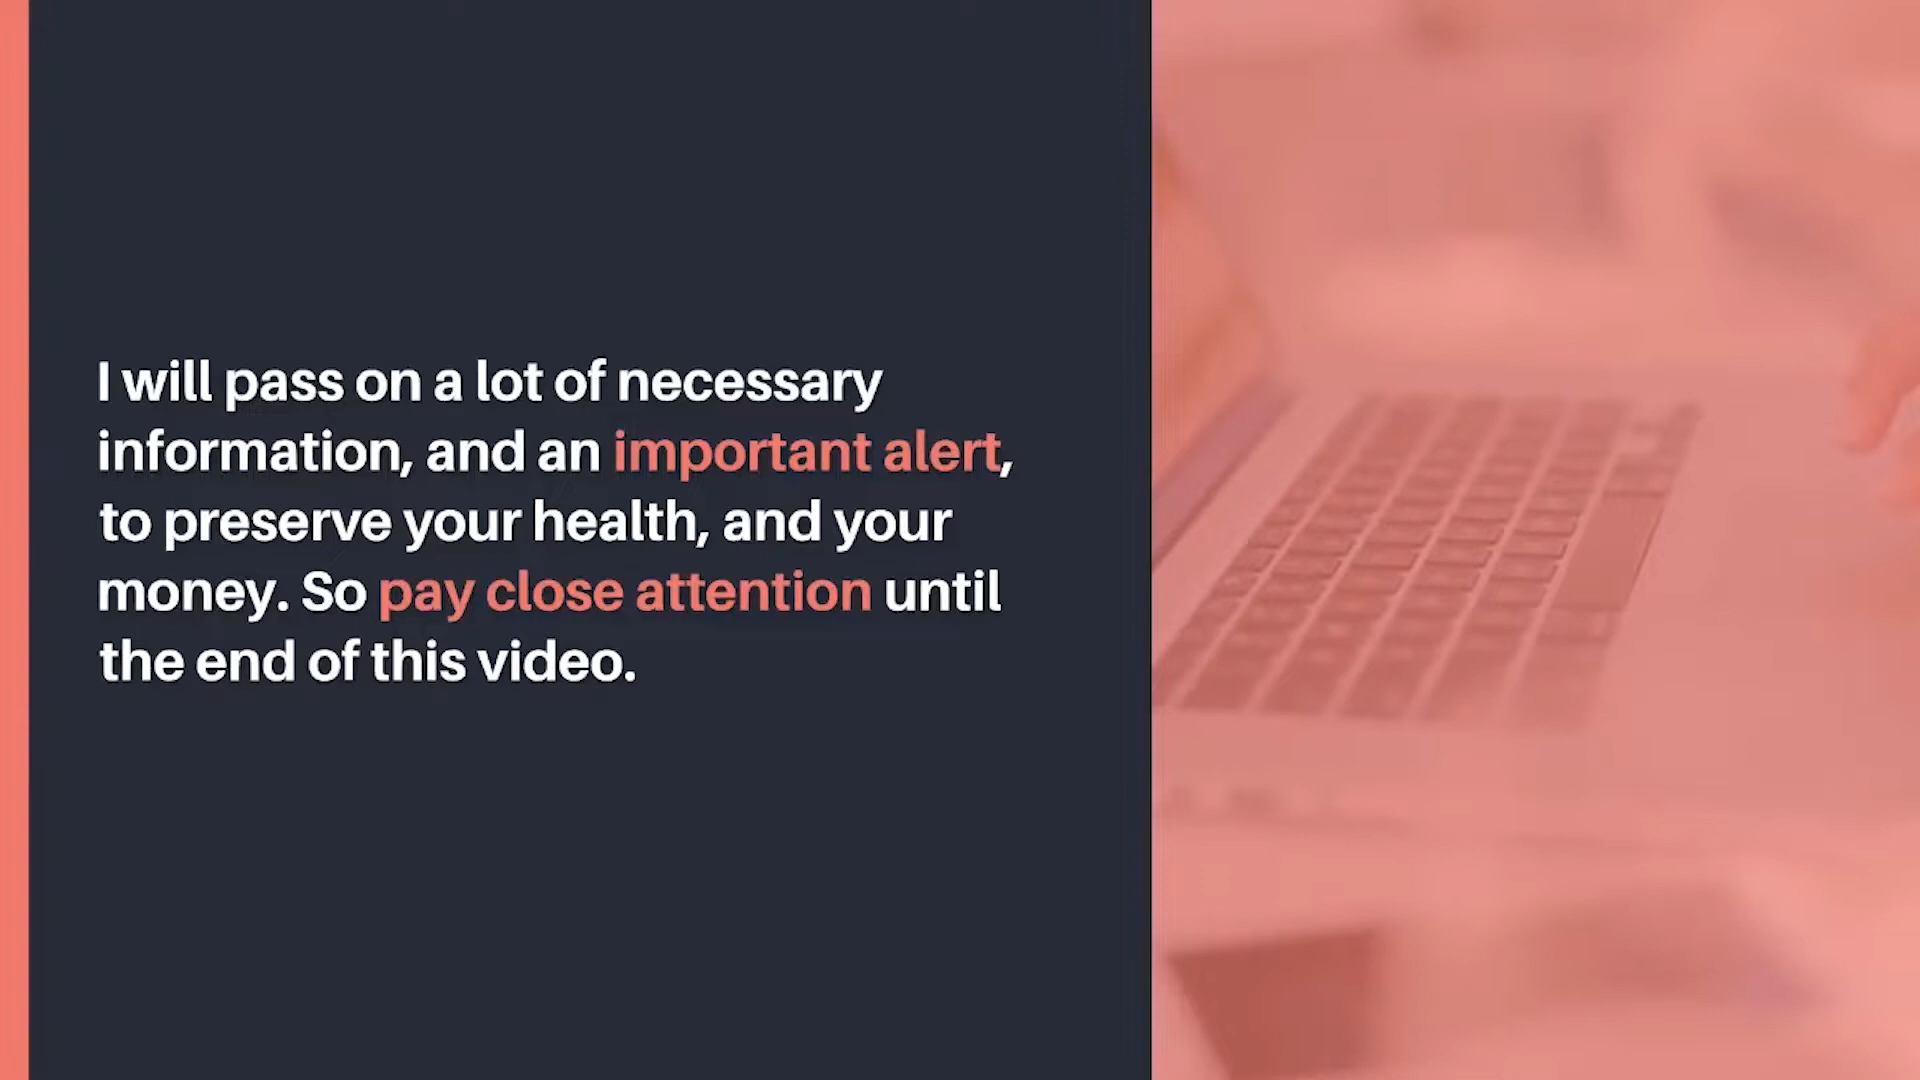 I will pass on a lot of necessary
information, and an important alert,
to preserve your health, and your
money. So pay close attention until
the end of this video.